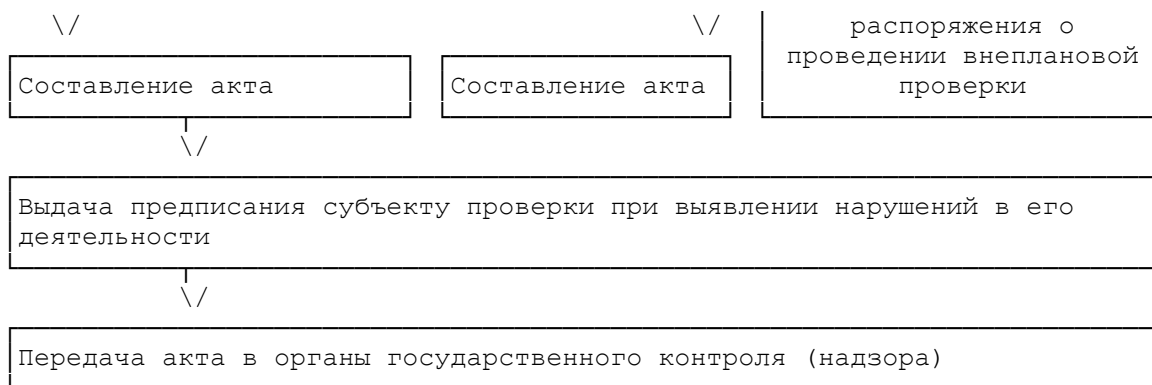 \/ \/ распоряжения о
проведении внеплановой
Составление акта Составление акта проверки
\/
Выдача предписания субъекту проверки при выявлении нарушений в его
деятельности
\/
Передача акта в органы государственного контроля (надзора)